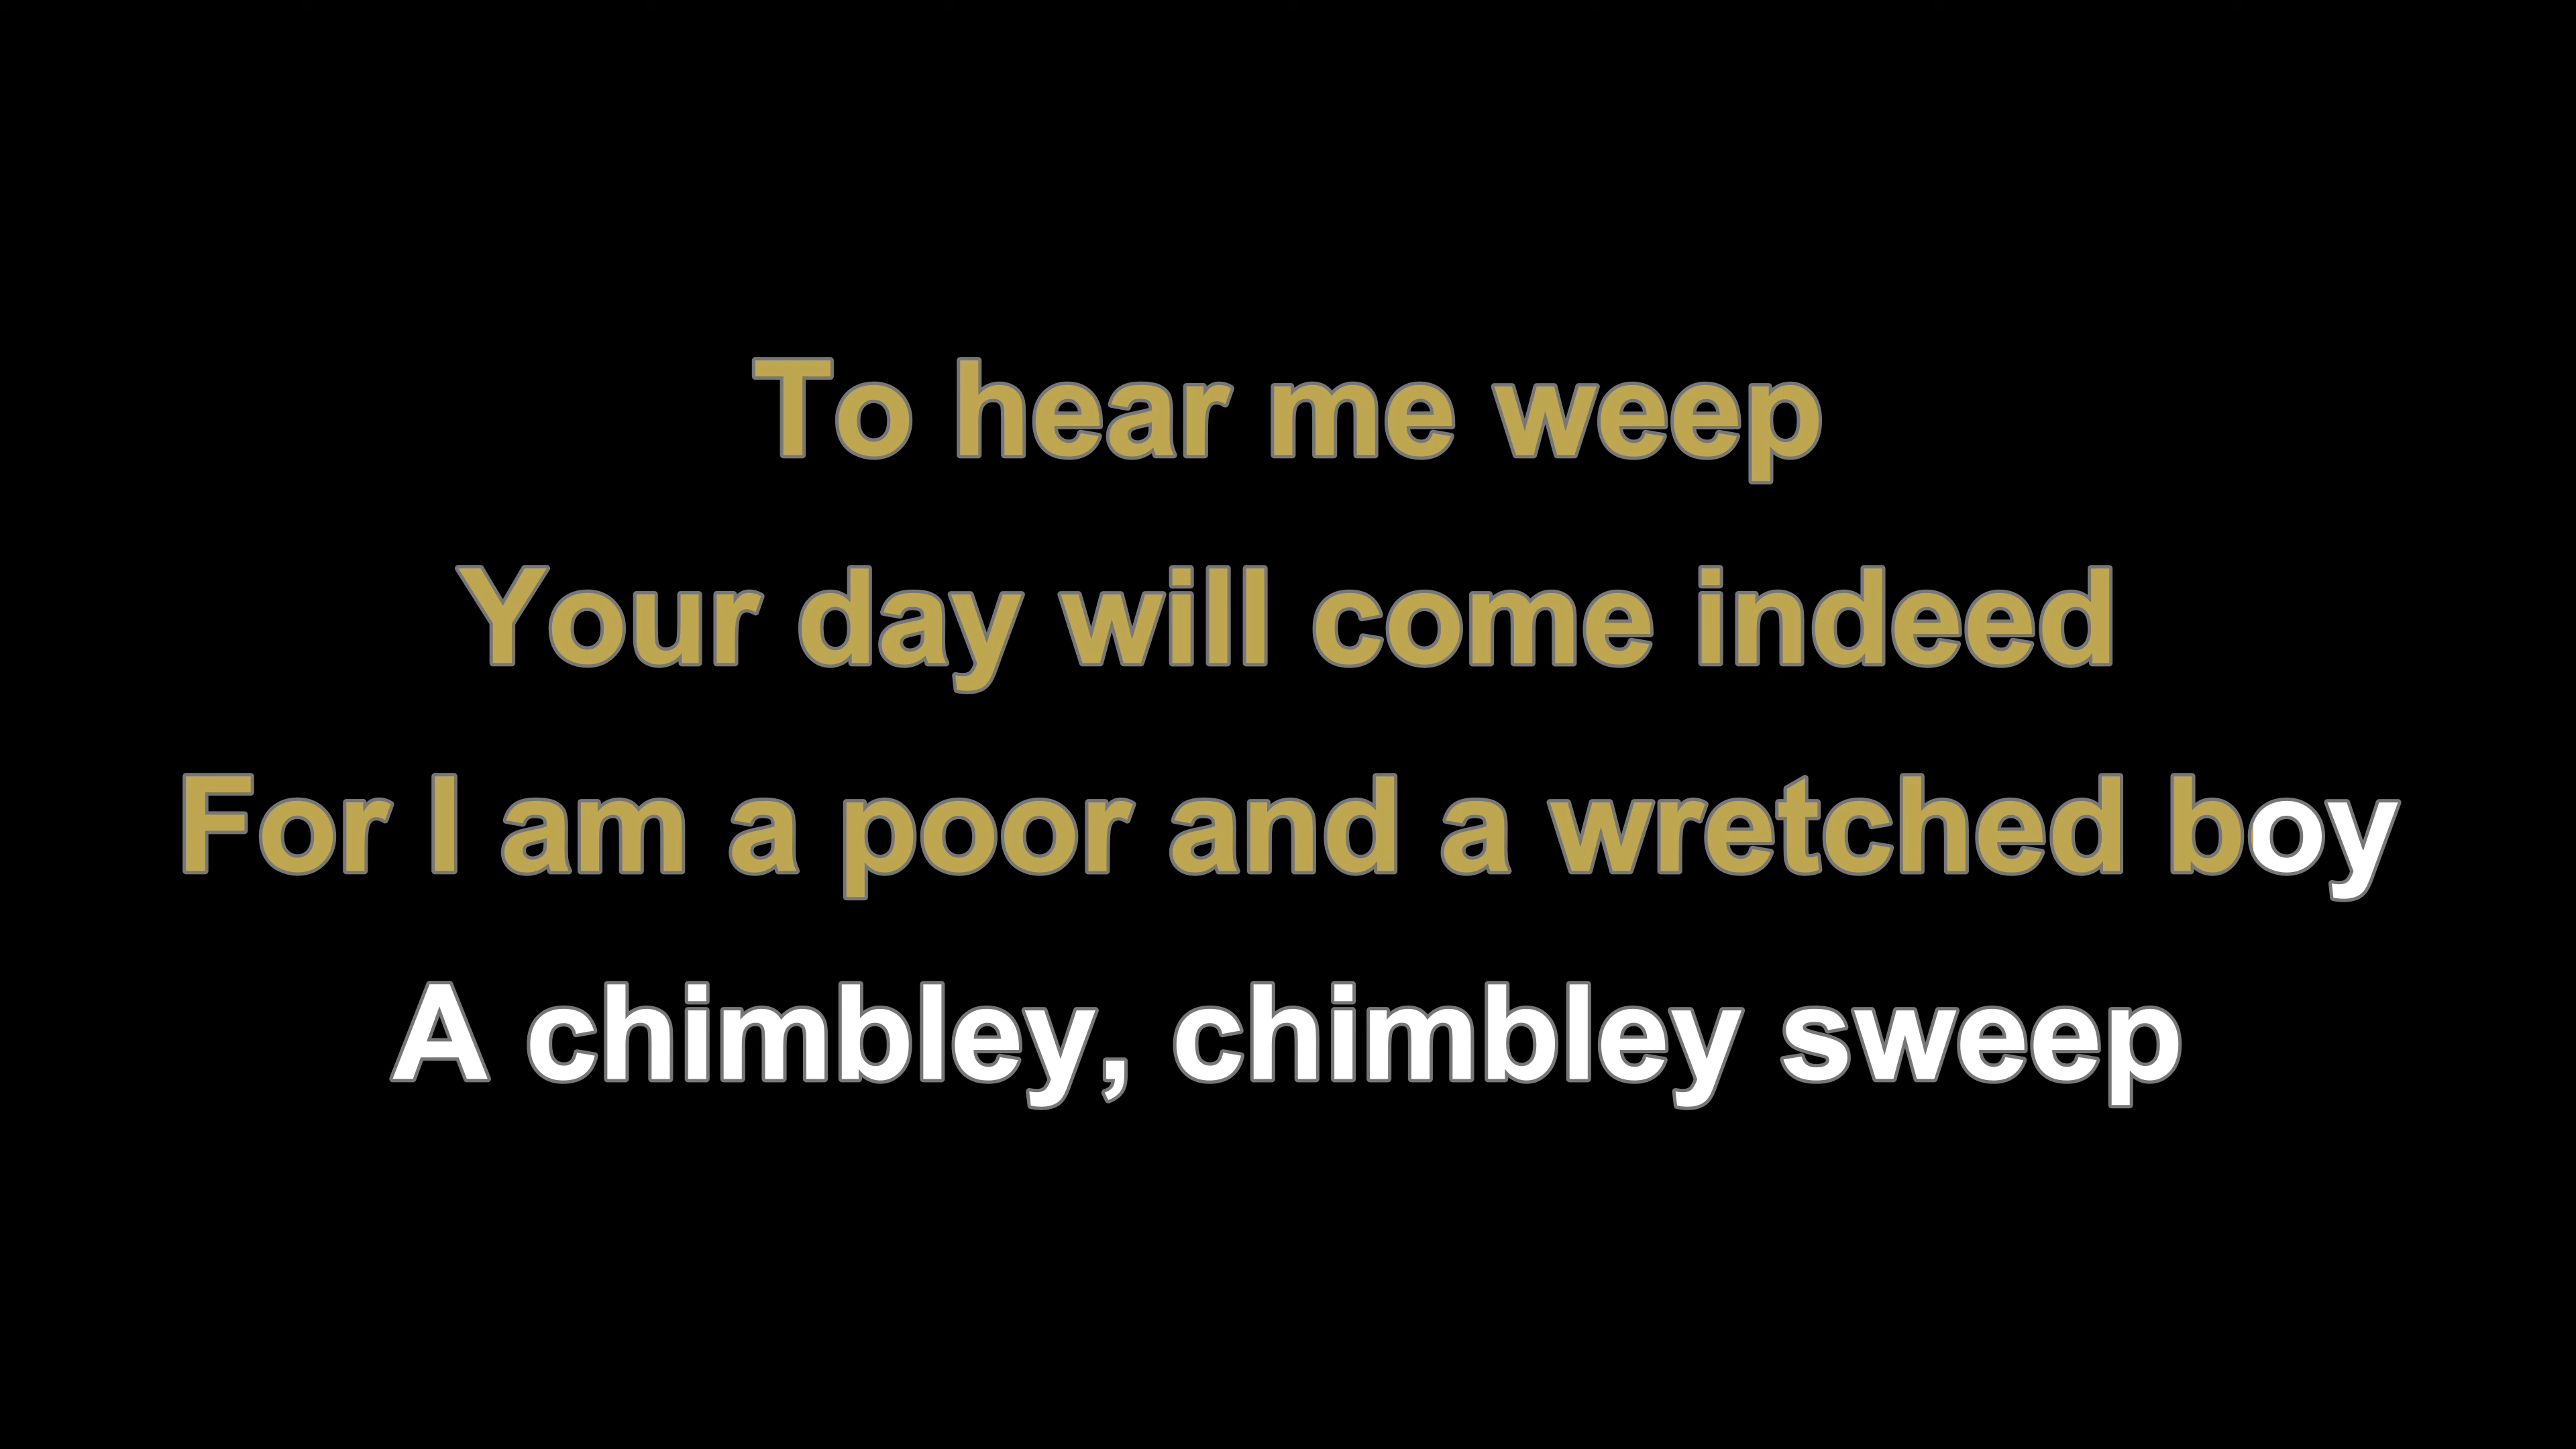 To hear me weep
Your day will come indeed
For I am a poor and a wretched boy
A chimbley, chimbley sweep